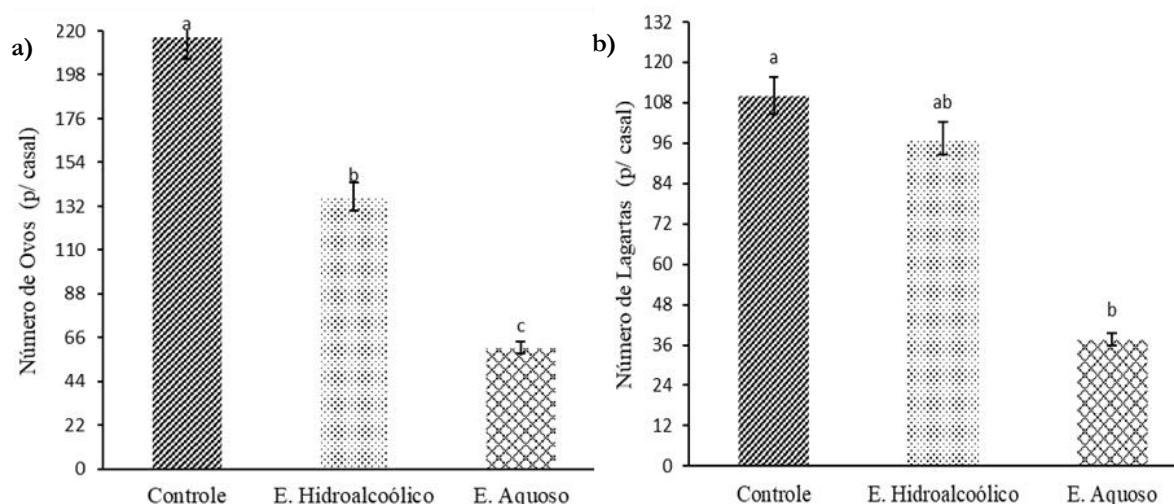 a)
Número de Ovos (p/ casal)
220
198
176
154
132
110
88
66
44
22
0
a
b
c
Controle
E. Hidroalcoólico
E. Aquoso
b)
Número de Lagartas (p/ casal)
132
120
108
96
84
72
60
48
36
24
12
0
a
ab
b
Controle
E. Hidroalcoólico
E. Aquoso